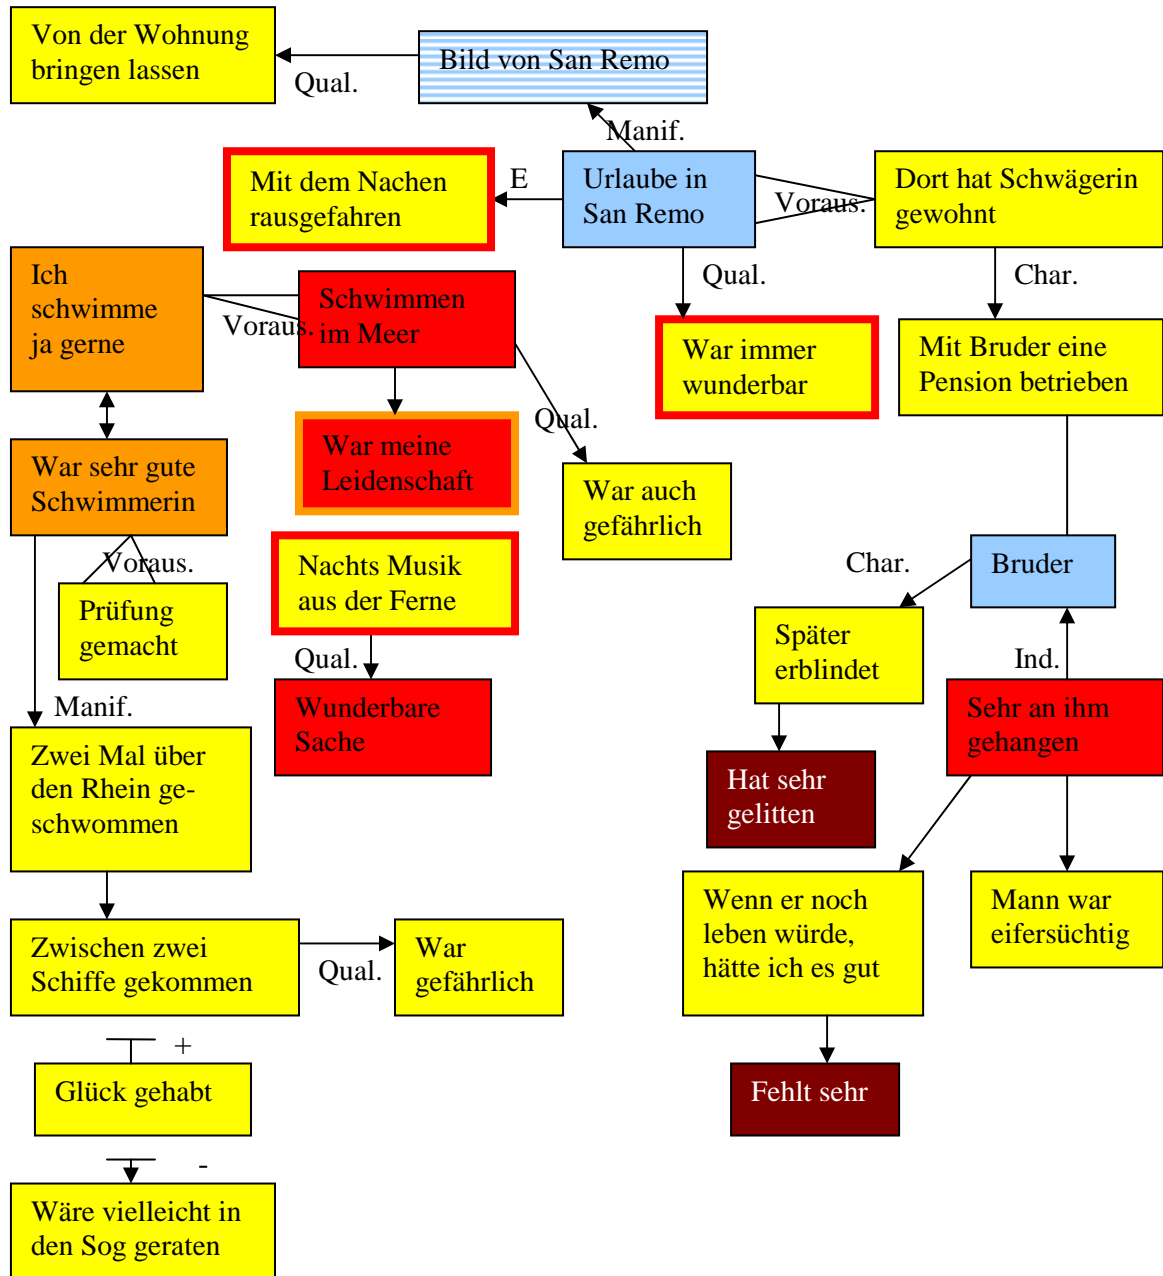 Von der Wohnung
bringen lassen
Qual.
Bild von San Remo
Manif.
Mit dem Nachen
rausgefahren
E
Urlaube in
San Remo
Voraus.
Dort hat Schwägerin
gewohnt
Qual.
Char.
Ich
schwimme
ja gerne
Voraus.
Schwimmen
im Meer
War immer
wunderbar
Mit Bruder eine
Pension betrieben
Qual.
War sehr gute
Schwimmerin
War meine
Leidenschaft
War auch
gefährlich
Voraus.
Prüfung
gemacht
Nachts Musik
aus der Ferne
Qual.
Wunderbare
Sache
Char.
Bruder
Später
erblindet
Ind.
Sehr an ihm
gehangen
Hat sehr
gelitten
Manif.
Zwei Mal über
den Rhein ge-
schwommen
Wenn er noch
leben würde,
hätte ich es gut
Mann war
eifersüchtig
Zwischen zwei
Schiffe gekommen
Qual.
War
gefährlich
Fehlt sehr
+
Glück gehabt
-
Wäre vielleicht in
den Sog geraten